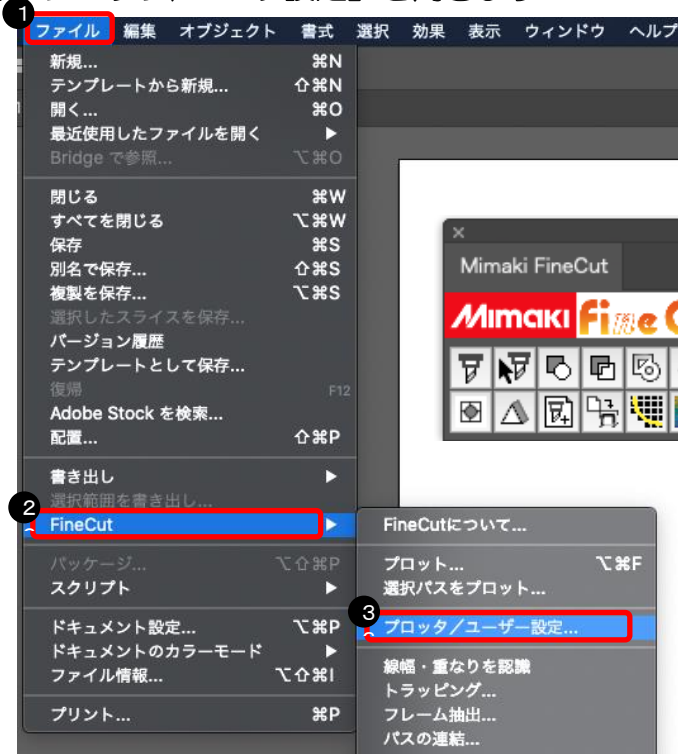 1
ファイル 編集 オブジェクト 書式 選択 効果 表示 ウィンドウ ヘルプ
新規... ⌘N
テンプレートから新規... ⇧⌘N
開く... ⌘O
最近使用したファイルを開く ▶
Bridge で参照... ⌥⌘O
閉じる ⌘W
すべてを閉じる ⌥⌘W
保存 ⌘S
別名で保存... ⇧⌘S
複製を保存... ⌥⌘S
選択したスライスを保存...
バージョン履歴
テンプレートとして保存...
復帰 F12
Adobe Stock を検索...
配置... ⇧⌘P
書き出し ▶
選択範囲を書き出し...
2
FineCut ▶
パッケージ... ⌥⇧⌘P
スクリプト ▶
ドキュメント設定... ⌥⌘P
ドキュメントのカラーモード ▶
ファイル情報... ⌥⇧⌘I
プリント... ⌘P
Mimaki FineCut
Mimaki Fine C
FineCutについて...
プロット... ⌥⌘F
選択パスをプロット...
3
プロッタ／ユーザー設定...
線幅・重なりを認識
トラッピング...
フレーム抽出...
パスの連結...